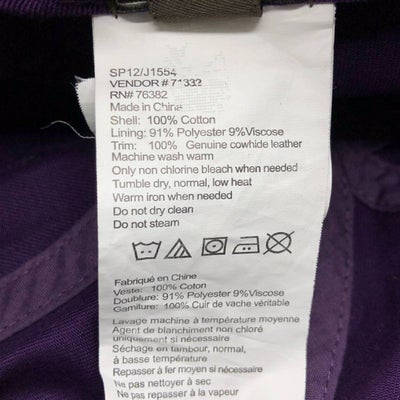 SP12/J1554
VENDOR # 71332
RN# 76382
Made in China
Shell: 100% Cotton
Lining: 91% Polyester 9%Viscose
Trim: 100% Genuine cowhide leather
Machine wash warm
Only non chlorine bleach when needed
Tumble dry, normal, low heat
Warm iron when needed
Do not dry clean
Do not steam
Fabriqué en Chine
Veste: 100% Coton
Doublure: 91% Polyester 9%Viscose
Garniture: 100% Cuir de vache véritable
Lavage machine à température moyenne
Agent de blanchiment non chloré
uniquement si nécessaire
Séchage en tambour, normal,
à basse température
Repasser à fer moyen si nécessaire
Ne pas nettoyer à sec
Ne pas repasser à la vapeur